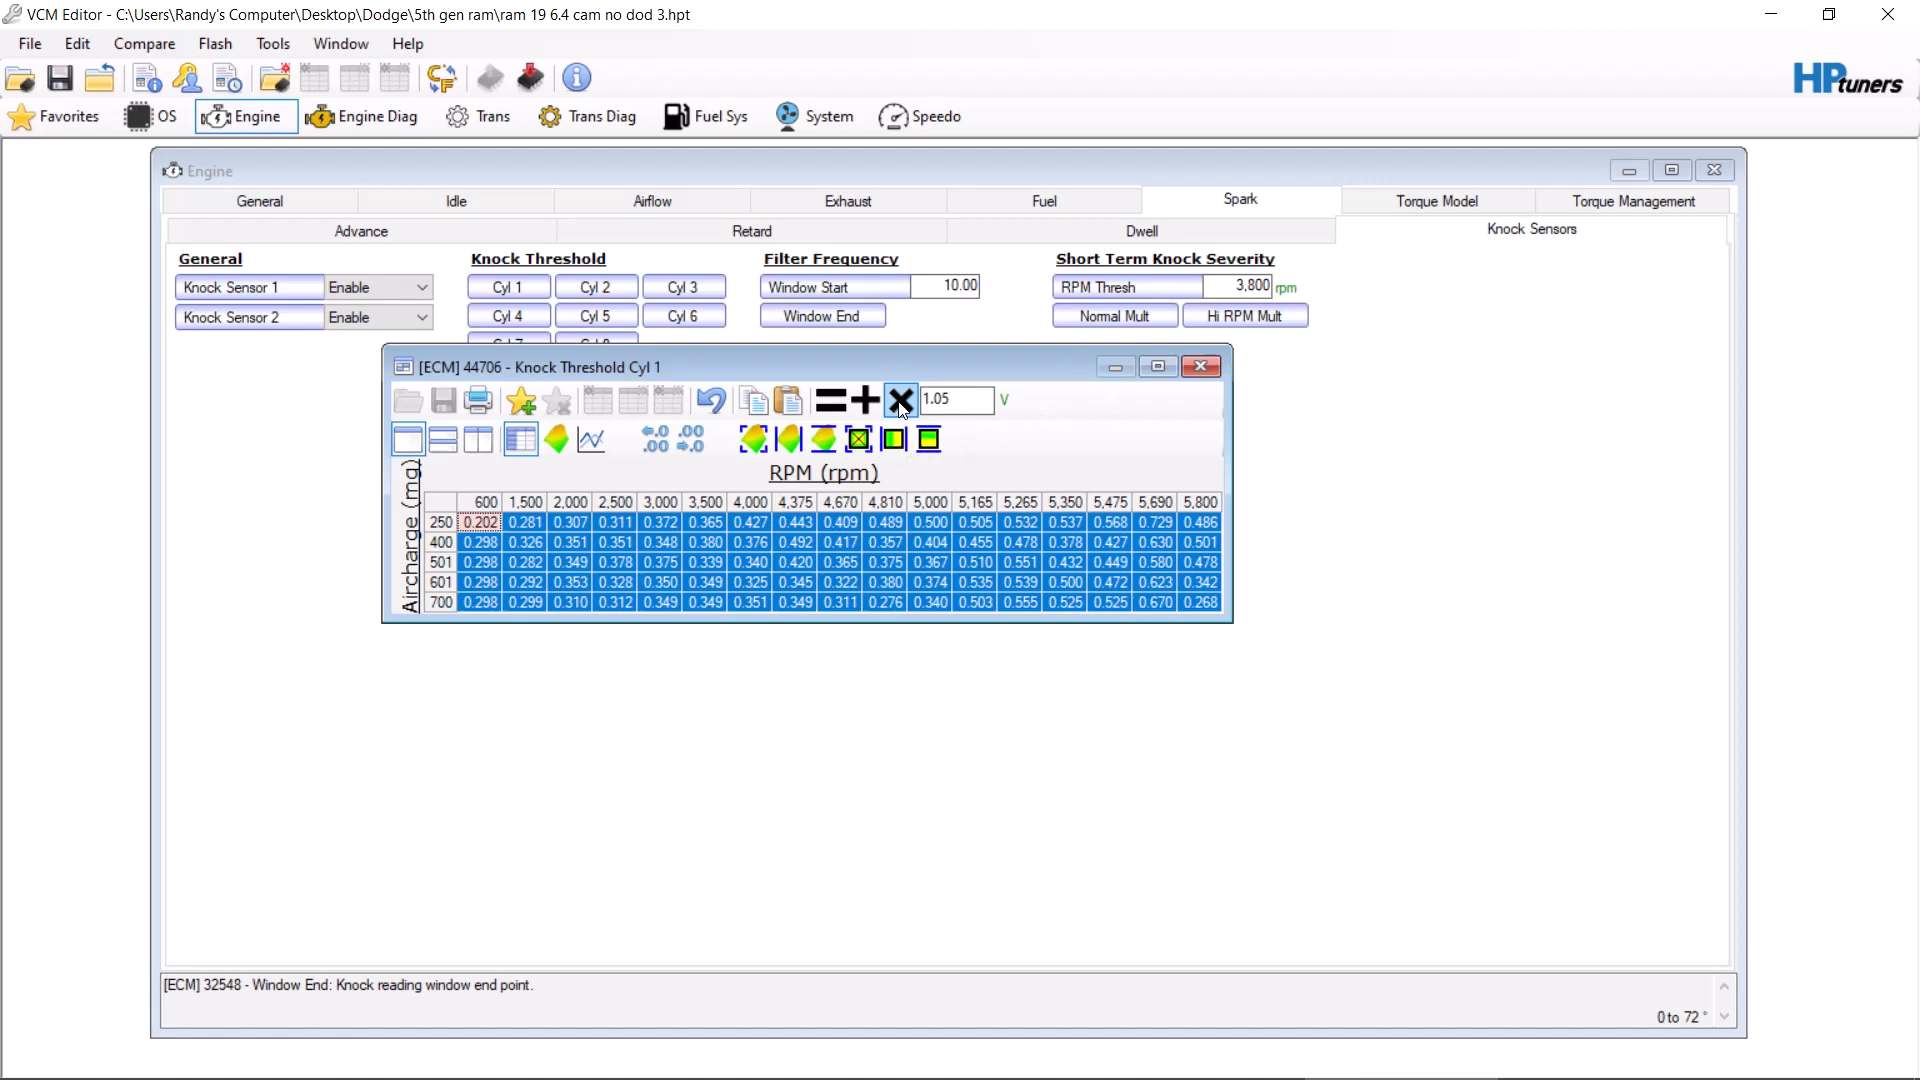 VCM Editor - C:\Users\Randy's Computer\Desktop\Dodge\5th gen ram\ram 19 6.4 cam no dod 3.hpt
File Edit Compare Flash Tools Window Help
HPtuners
Favorites OS Engine Engine Diag Trans Trans Diag Fuel Sys System Speedo
Engine
General Idle Airflow Exhaust Fuel Spark Torque Model Torque Management
Advance Retard Dwell Knock Sensors
General Knock Threshold Filter Frequency Short Term Knock Severity
Knock Sensor 1 Enable Cyl 1 Cyl 2 Cyl 3 Window Start 10.00 RPM Thresh 3,800 rpm
Knock Sensor 2 Enable Cyl 4 Cyl 5 Cyl 6 Window End Normal Mult Hi RPM Mult
[ECM] 44706 - Knock Threshold Cyl 1
1.05 V
←.0 .00
.00 →.0
RPM (rpm)
Aircharge (mg)
600 1,500 2,000 2,500 3,000 3,500 4,000 4,375 4,670 4,810 5,000 5,165 5,265 5,350 5,475 5,690 5,800
250 0.202 0.281 0.307 0.311 0.372 0.365 0.427 0.443 0.409 0.489 0.500 0.505 0.532 0.537 0.568 0.729 0.486
400 0.298 0.326 0.351 0.351 0.348 0.380 0.376 0.492 0.417 0.357 0.404 0.455 0.478 0.378 0.427 0.630 0.501
501 0.298 0.282 0.349 0.378 0.375 0.339 0.340 0.420 0.365 0.375 0.367 0.510 0.551 0.432 0.449 0.580 0.478
601 0.298 0.292 0.353 0.328 0.350 0.349 0.325 0.345 0.322 0.380 0.374 0.535 0.539 0.500 0.472 0.623 0.342
700 0.298 0.299 0.310 0.312 0.349 0.349 0.351 0.349 0.311 0.276 0.340 0.503 0.555 0.525 0.525 0.670 0.268
[ECM] 32548 - Window End: Knock reading window end point.
0 to 72 °